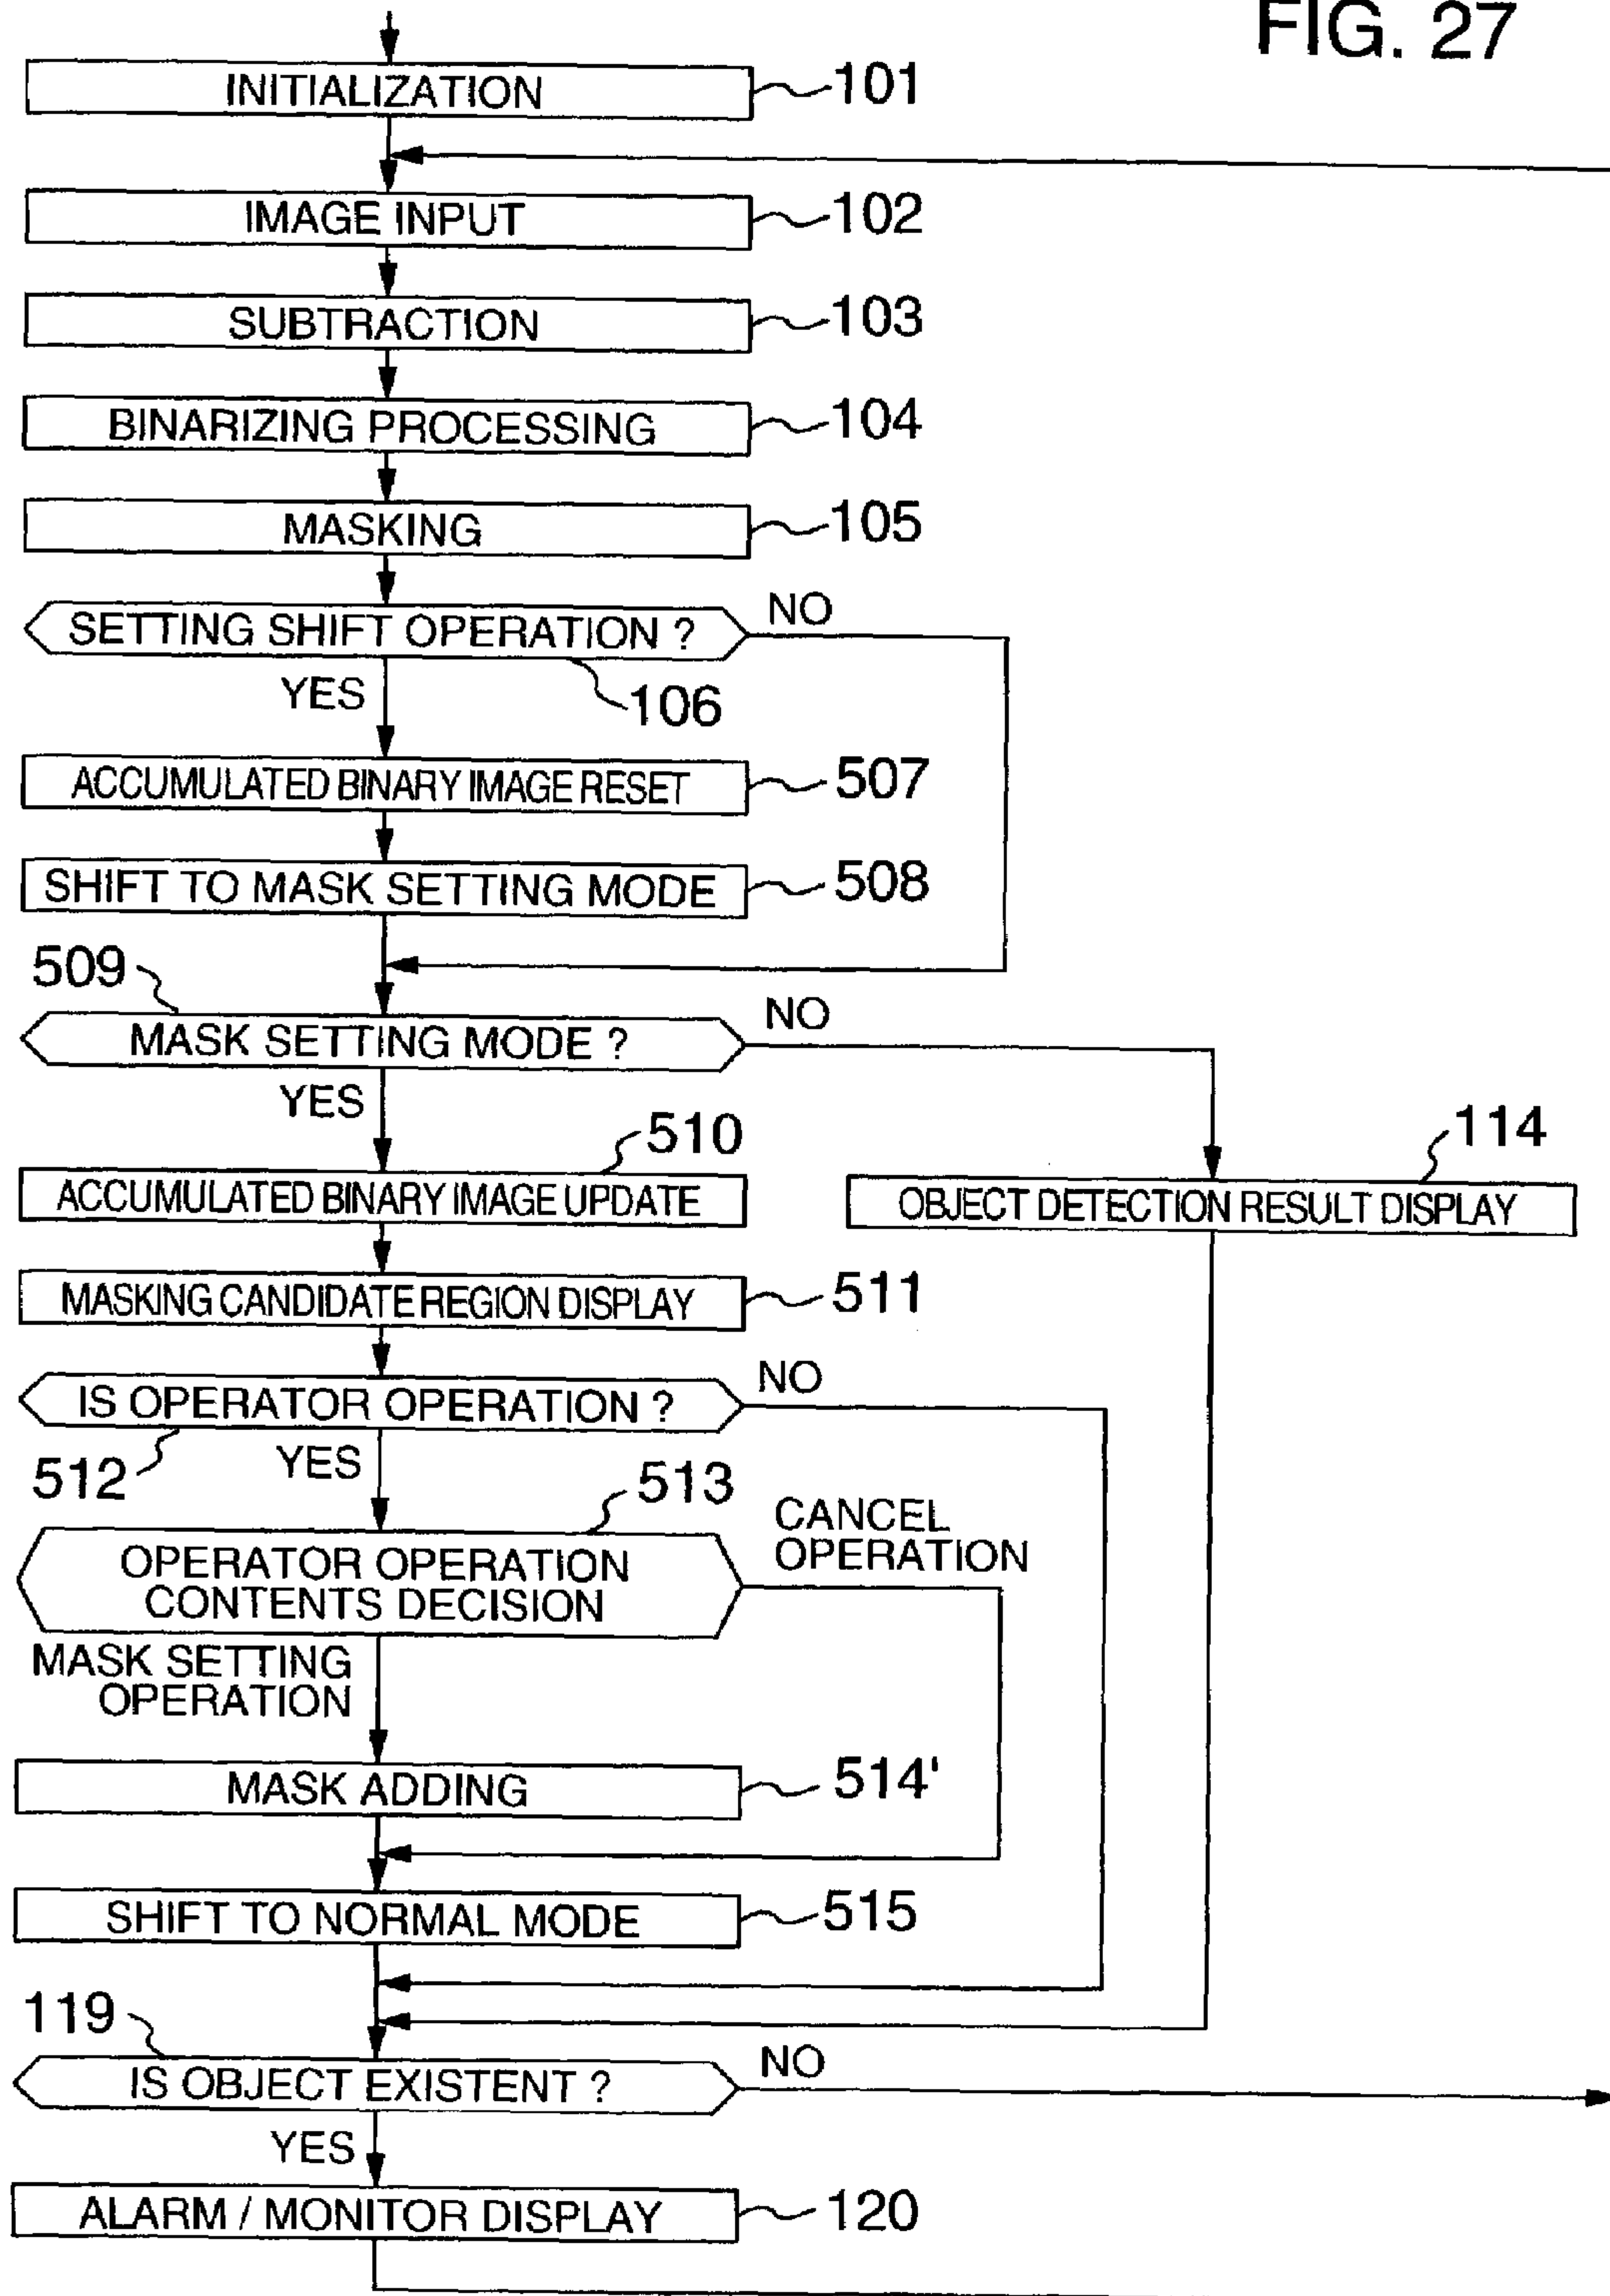 FIG. 27
INITIALIZATION
101
IMAGE INPUT
102
SUBTRACTION
103
BINARIZING PROCESSING
104
MASKING
105
SETTING SHIFT OPERATION ?
NO
YES
106
ACCUMULATED BINARY IMAGE RESET
507
SHIFT TO MASK SETTING MODE
508
509
MASK SETTING MODE ?
NO
YES
510
114
ACCUMULATED BINARY IMAGE UPDATE
OBJECT DETECTION RESULT DISPLAY
MASKING CANDIDATE REGION DISPLAY
511
IS OPERATOR OPERATION ?
NO
512
YES
513
OPERATOR OPERATION
CONTENTS DECISION
CANCEL
OPERATION
MASK SETTING
OPERATION
MASK ADDING
514'
SHIFT TO NORMAL MODE
515
119
IS OBJECT EXISTENT ?
NO
YES
ALARM / MONITOR DISPLAY
120